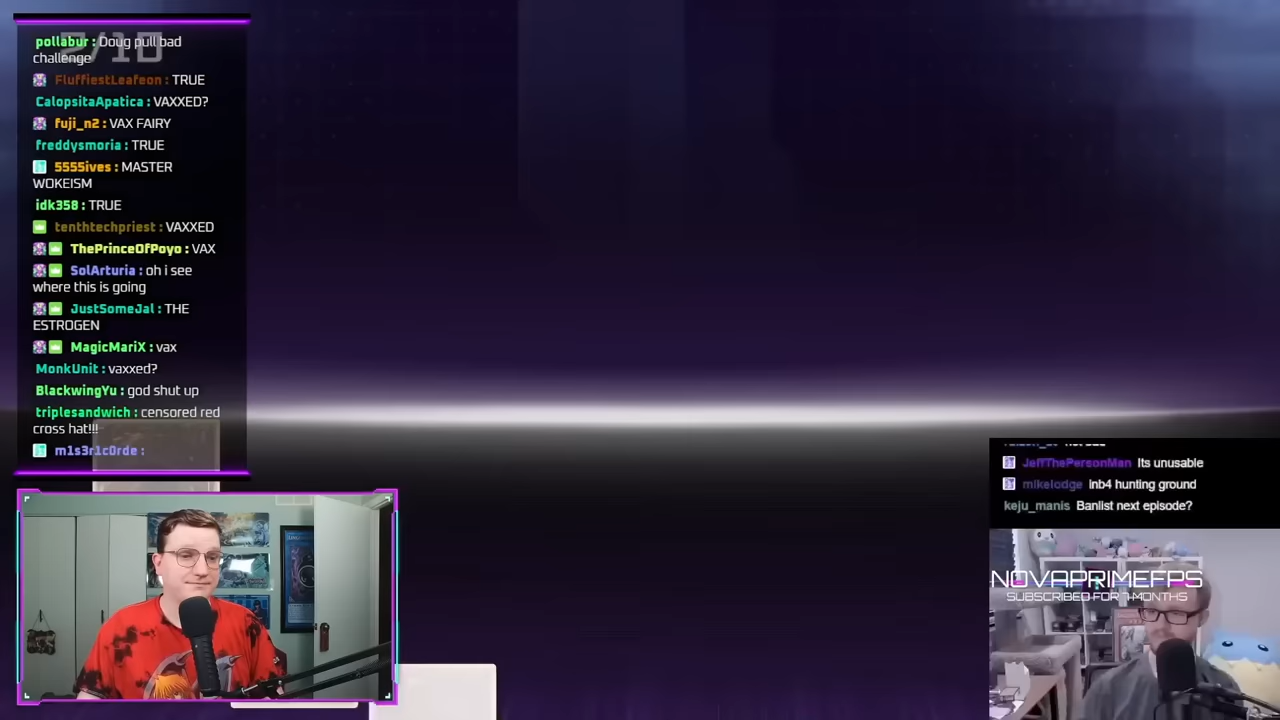 2/10
pollabur : Doug pull bad
challenge
FluffiestLeafeon : TRUE
CalopsitaApatica : VAXXED?
fuji_n2 : VAX FAIRY
freddysmoria : TRUE
5555ives : MASTER
WOKEISM
idk358 : TRUE
tenthtechpriest : VAXXED
ThePrinceOfPoyo : VAX
SolArturia : oh i see
where this is going
JustSomeJal : THE
ESTROGEN
MagicMariX : vax
MonkUnit : vaxxed?
BlackwingYu : god shut up
triplesandwich : censored red
cross hat!!!
m1s3r1c0rde :
JeffThePersonMan Its unusable
mikelodge inb4 hunting ground
keju_manis Banlist next episode?
NOVAPRIMEFPS
SUBSCRIBED FOR 7 MONTHS